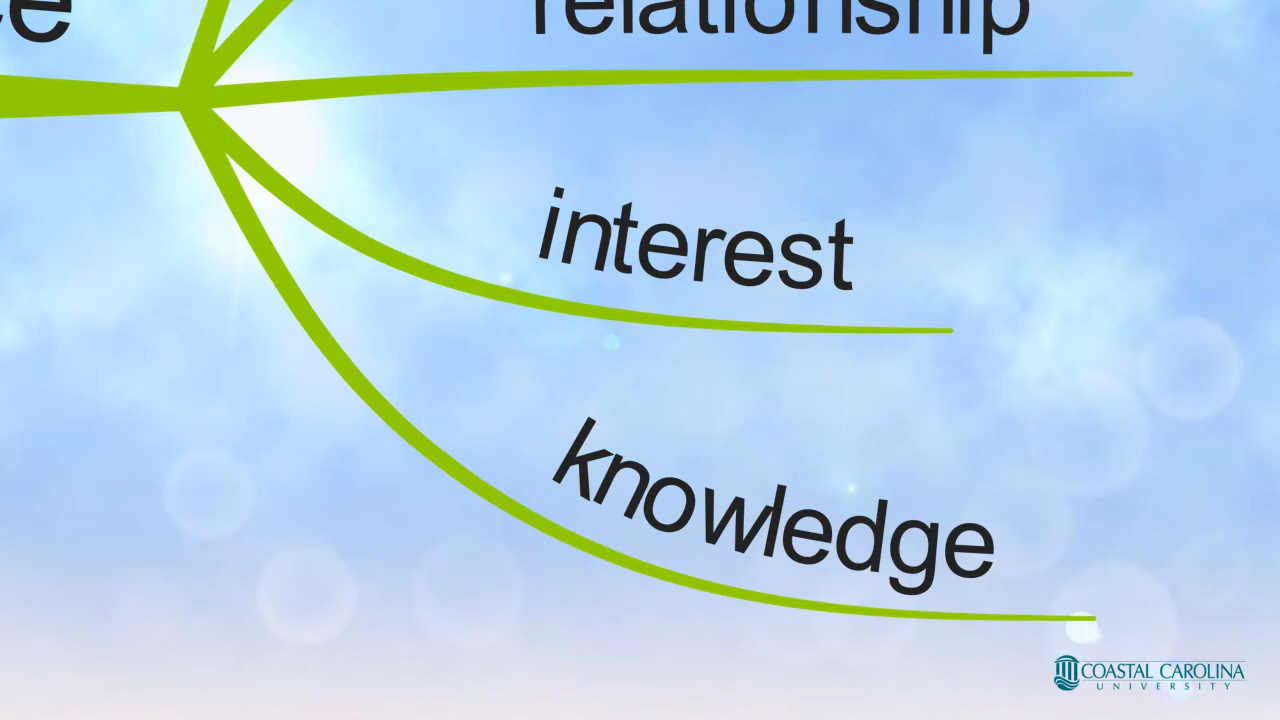 relationship
interest
knowledge
COASTAL CAROLINA
UNIVERSITY